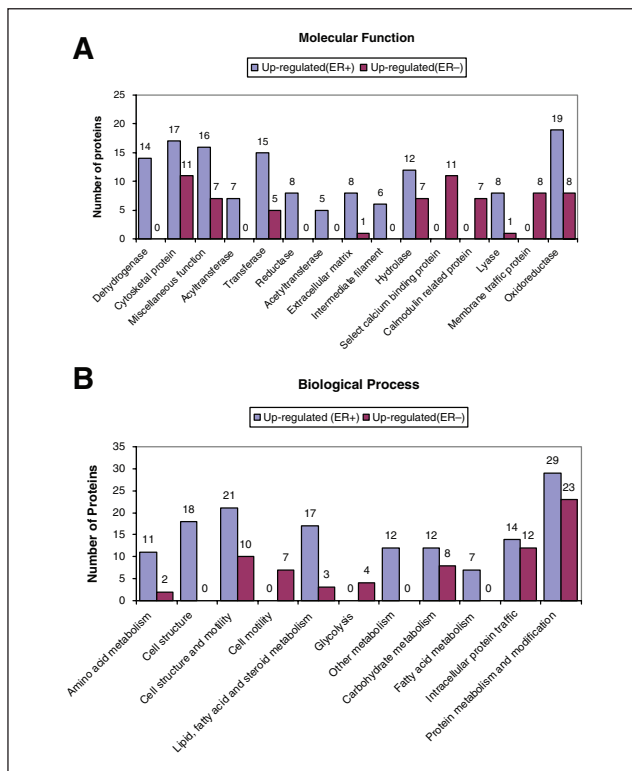 A
Molecular Function
Up-regulated(ER+) Up-regulated(ER–)
Number of proteins
25
20
15
10
5
0
14 0 17 11 16 7 7 0 15 5 8 0 5 0 8 1 6 0 12 7 0 11 0 7 8 1 0 8 19 8
Dehydrogenase
Cytosketal protein
Miscellaneous function
Acyltransferase
Transferase
Reductase
Acetyltransferase
Extracellular matrix
Intermediate filament
Hydrolase
Select calcium binding protein
Calmodulin related protein
Lyase
Membrane traffic protein
Oxidoreductase
B
Biological Process
Up-regulated (ER+) Up-regulated(ER–)
Number of Proteins
35
30
25
20
15
10
5
0
11 2 18 0 21 10 0 7 17 3 0 4 12 0 12 8 7 0 14 12 29 23
Amino acid metabolism
Cell structure
Cell structure and motility
Cell motility
Lipid, fatty acid and steroid metabolism
Glycolysis
Other metabolism
Carbohydrate metabolism
Fatty acid metabolism
Intracellular protein traffic
Protein metabolism and modification